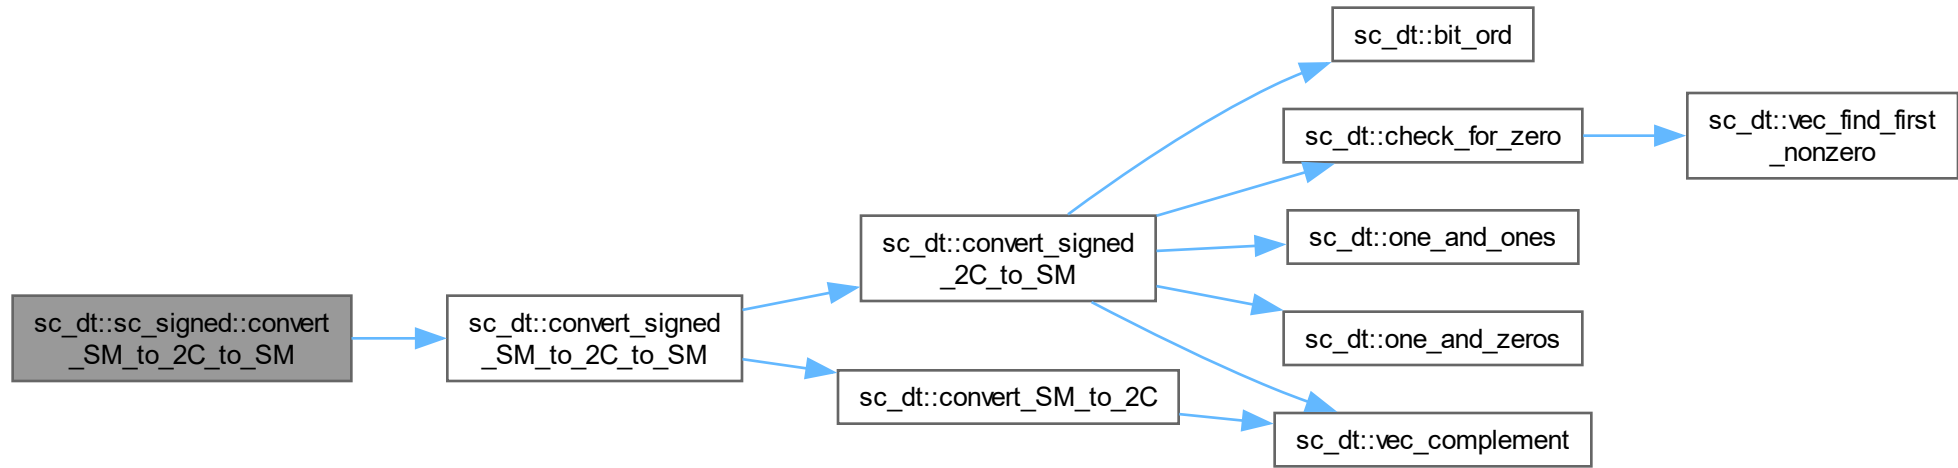 sc_dt::sc_signed::convert
_SM_to_2C_to_SM
sc_dt::convert_signed
_SM_to_2C_to_SM
sc_dt::convert_signed
_2C_to_SM
sc_dt::convert_SM_to_2C
sc_dt::bit_ord
sc_dt::check_for_zero
sc_dt::one_and_ones
sc_dt::one_and_zeros
sc_dt::vec_complement
sc_dt::vec_find_first
_nonzero